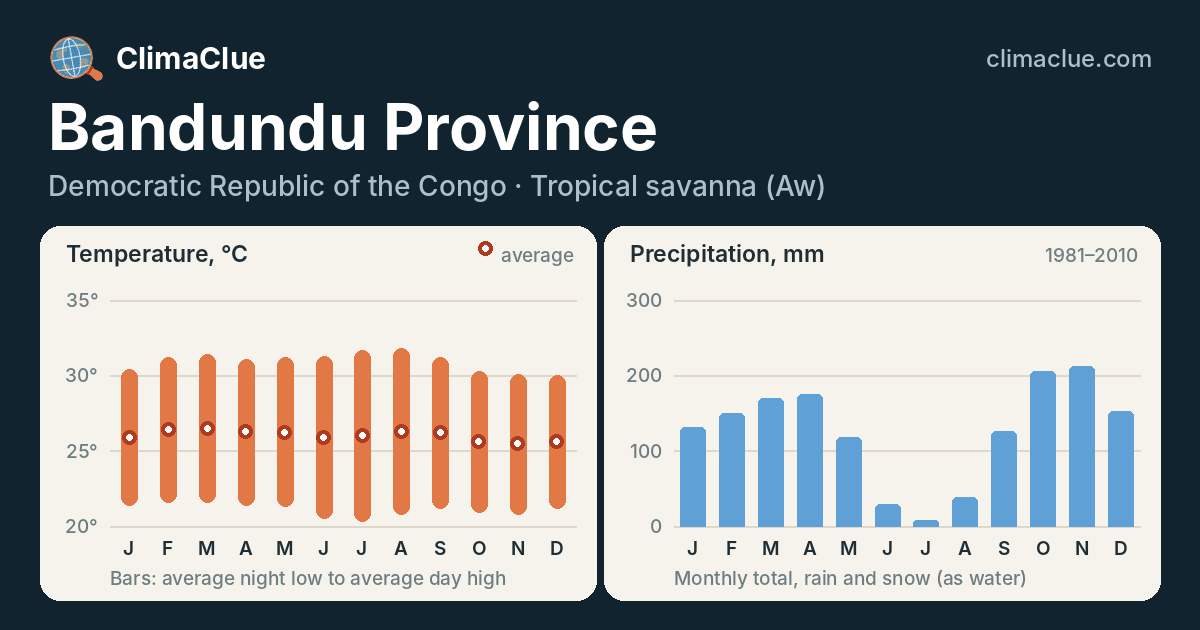 ClimaClue
climaclue.com
Bandundu Province
Democratic Republic of the Congo · Tropical savanna (Aw)
Temperature, °C
average
35°
30°
25°
20°
J F M A M J J A S O N D
Bars: average night low to average day high
Precipitation, mm
1981–2010
300
200
100
0
J F M A M J J A S O N D
Monthly total, rain and snow (as water)